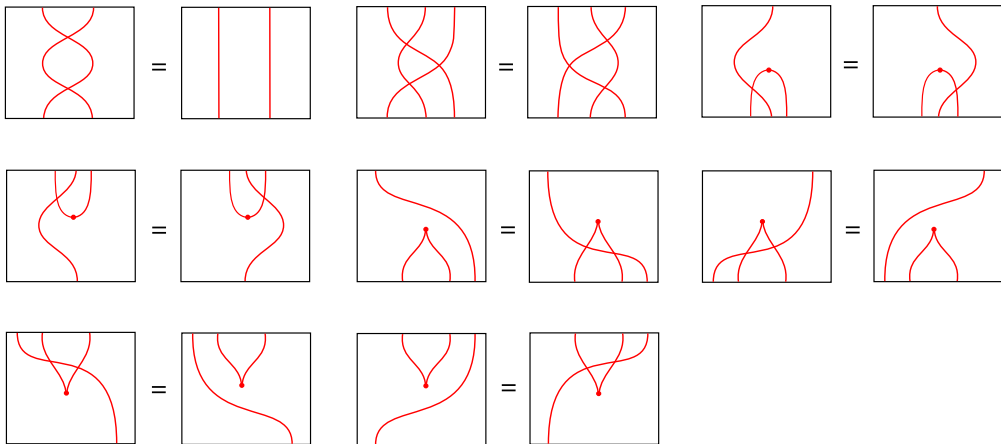 = = =
= = =
= =